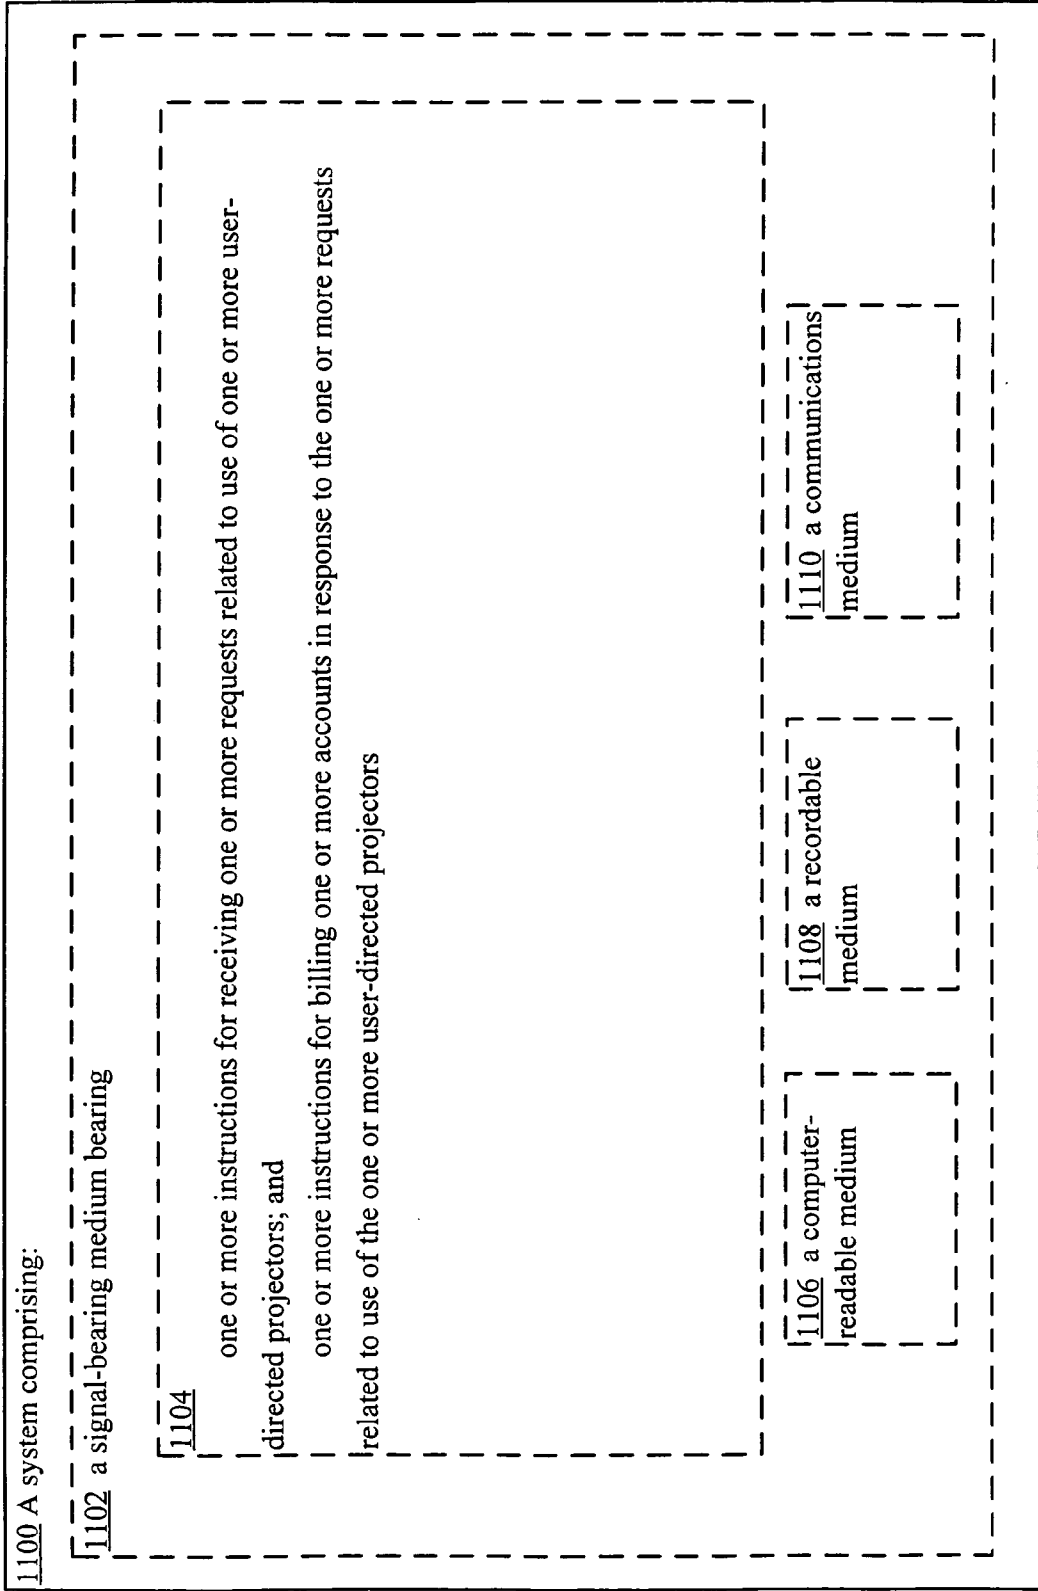 1100 A system comprising:
1102 a signal-bearing medium bearing
1104
one or more instructions for receiving one or more requests related to use of one or more user-
directed projectors; and
one or more instructions for billing one or more accounts in response to the one or more requests
related to use of the one or more user-directed projectors
1106 a computer-
readable medium
1108 a recordable
medium
1110 a communications
medium